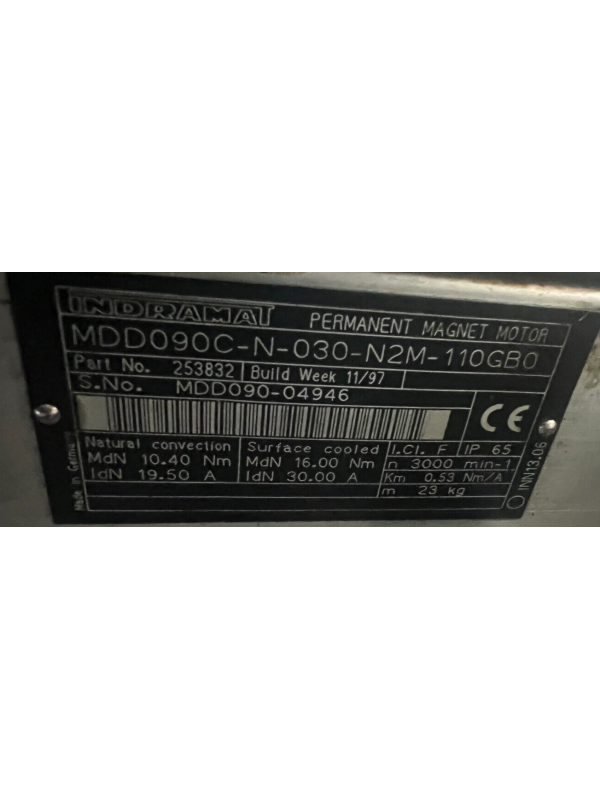 INDRAMAT PERMANENT MAGNET MOTOR
MDD090C-N-030-N2M-110GB0
Part No. 253832 Build Week 11/97
S.No. MDD090-04946
CE
Natural convection
MdN 10.40 Nm
IdN 19.50 A
Surface cooled
MdN 16.00 Nm
IdN 30.00 A
I.Cl. F IP 65
n 3000 min-1
Km 0.53 Nm/A
m 23 kg
Made in Germany
INN13.06